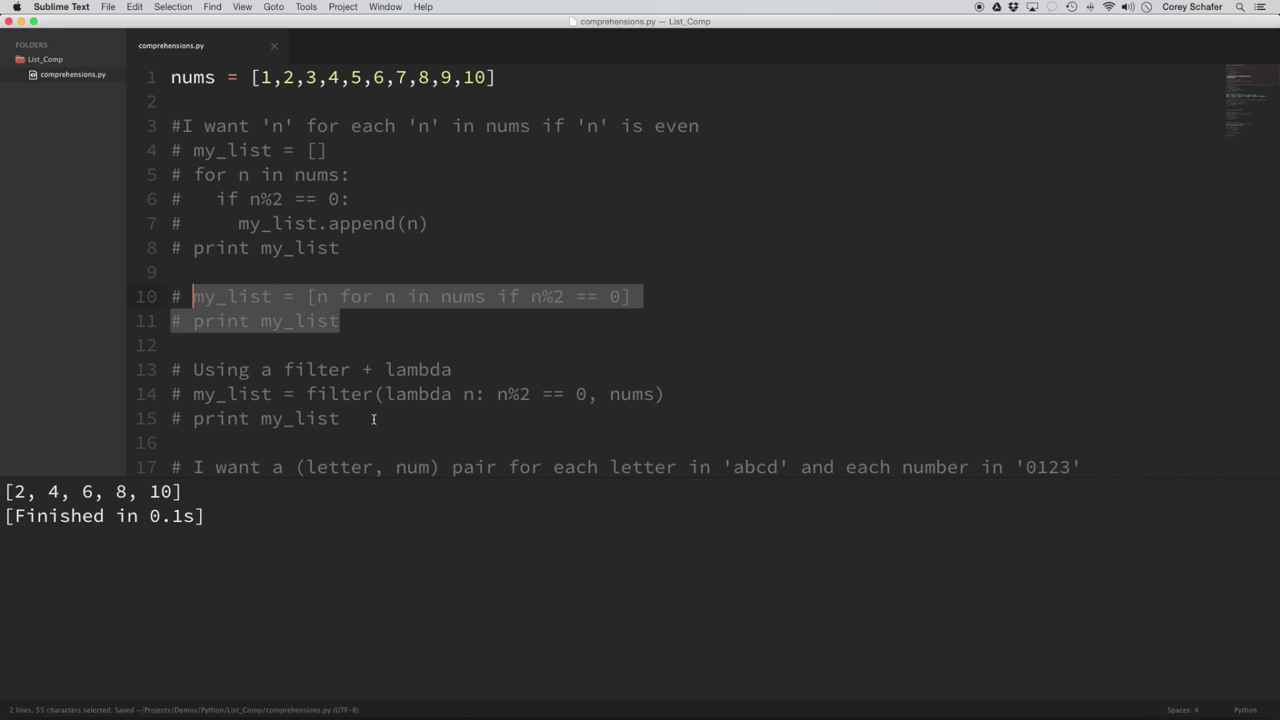 Sublime Text File Edit Selection Find View Goto Tools Project Window Help Corey Schafer
comprehensions.py — List_Comp
FOLDERS
List_Comp
comprehensions.py
comprehensions.py
1 nums = [1,2,3,4,5,6,7,8,9,10]
2
3 #I want 'n' for each 'n' in nums if 'n' is even
4 # my_list = []
5 # for n in nums:
6 #   if n%2 == 0:
7 #     my_list.append(n)
8 # print my_list
9
10 # my_list = [n for n in nums if n%2 == 0]
11 # print my_list
12
13 # Using a filter + lambda
14 # my_list = filter(lambda n: n%2 == 0, nums)
15 # print my_list
16
17 # I want a (letter, num) pair for each letter in 'abcd' and each number in '0123'
[2, 4, 6, 8, 10]
[Finished in 0.1s]
2 lines, 55 characters selected; Saved ~/Projects/Demos/Python/List_Comp/comprehensions.py (UTF-8) Spaces: 4 Python